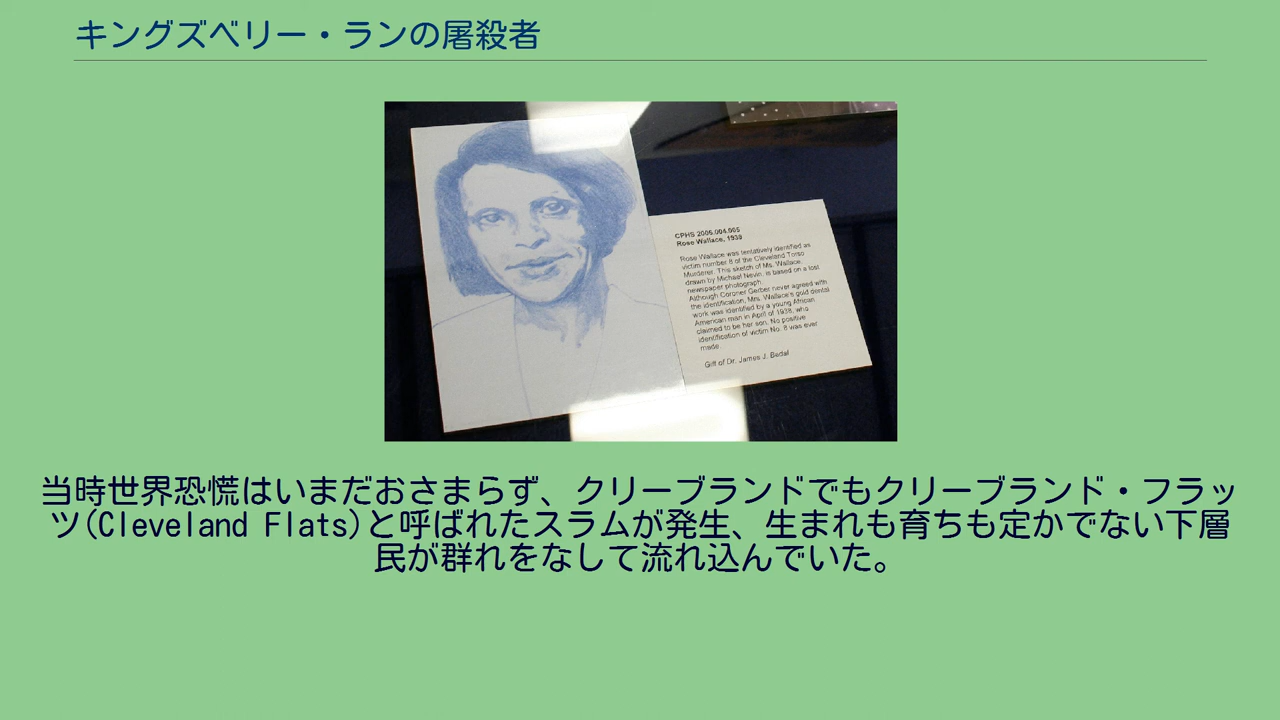 キングズベリー・ランの屠殺者
CPHS 2005.004.005
Rose Wallace, 1938
Rose Wallace was tentatively identified as
victim number 8 of the Cleveland Torso
Murderer. This sketch of Ms. Wallace,
drawn by Michael Nevin, is based on a lost
newspaper photograph.
Although Coroner Gerber never agreed with
the identification, Mrs. Wallace's gold dental
work was identified by a young African
American man in April of 1938, who
claimed to be her son. No positive
identification of victim No. 8 was ever
made.
Gift of Dr. James J. Badal
当時世界恐慌はいまだおさまらず、クリーブランドでもクリーブランド・フラッ
ツ(Cleveland Flats)と呼ばれたスラムが発生、生まれも育ちも定かでない下層
民が群れをなして流れ込んでいた。